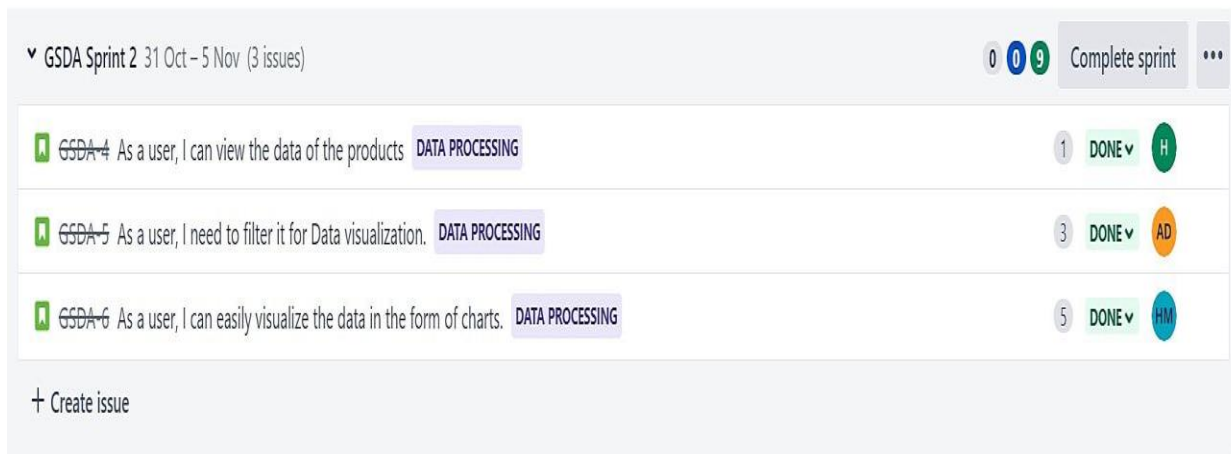 GSDA Sprint 2 31 Oct – 5 Nov (3 issues) 0 0 9 Complete sprint
GSDA-4 As a user, I can view the data of the products DATA PROCESSING 1 DONE H
GSDA-5 As a user, I need to filter it for Data visualization. DATA PROCESSING 3 DONE AD
GSDA-6 As a user, I can easily visualize the data in the form of charts. DATA PROCESSING 5 DONE HM
+ Create issue